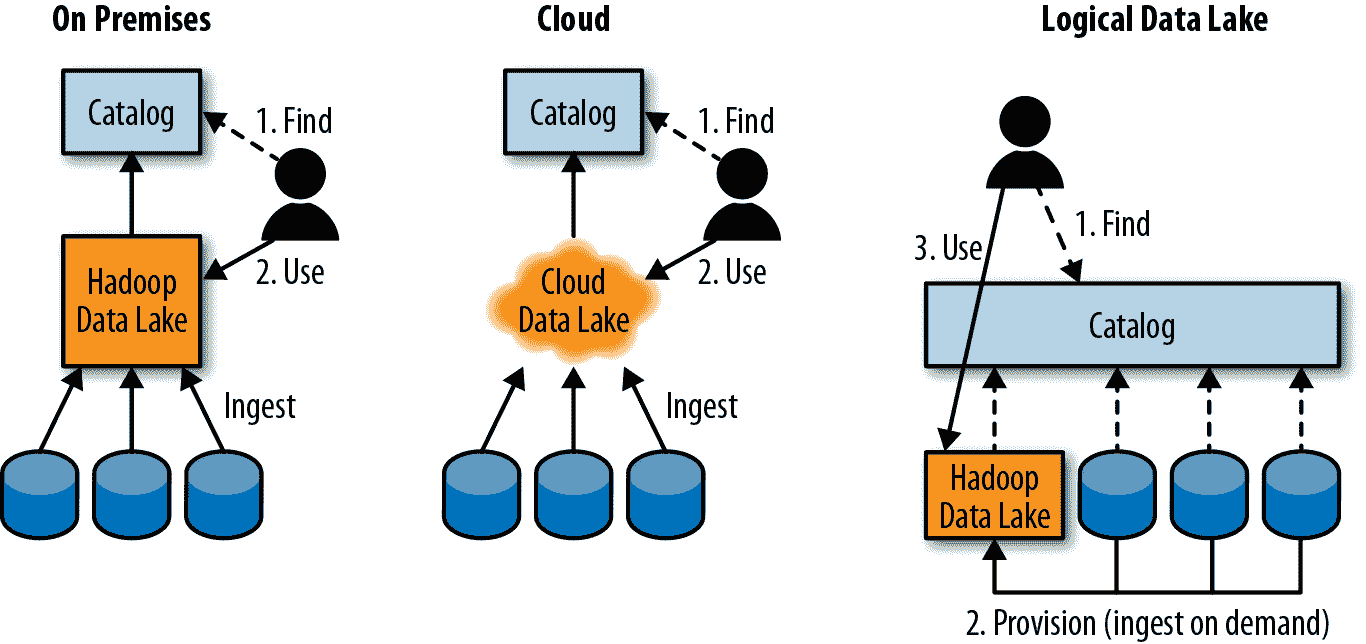 On Premises
Catalog
1. Find
2. Use
Hadoop
Data Lake
Ingest
Cloud
Catalog
1. Find
2. Use
Cloud
Data Lake
Ingest
Logical Data Lake
1. Find
3. Use
Catalog
Hadoop
Data Lake
2. Provision (ingest on demand)